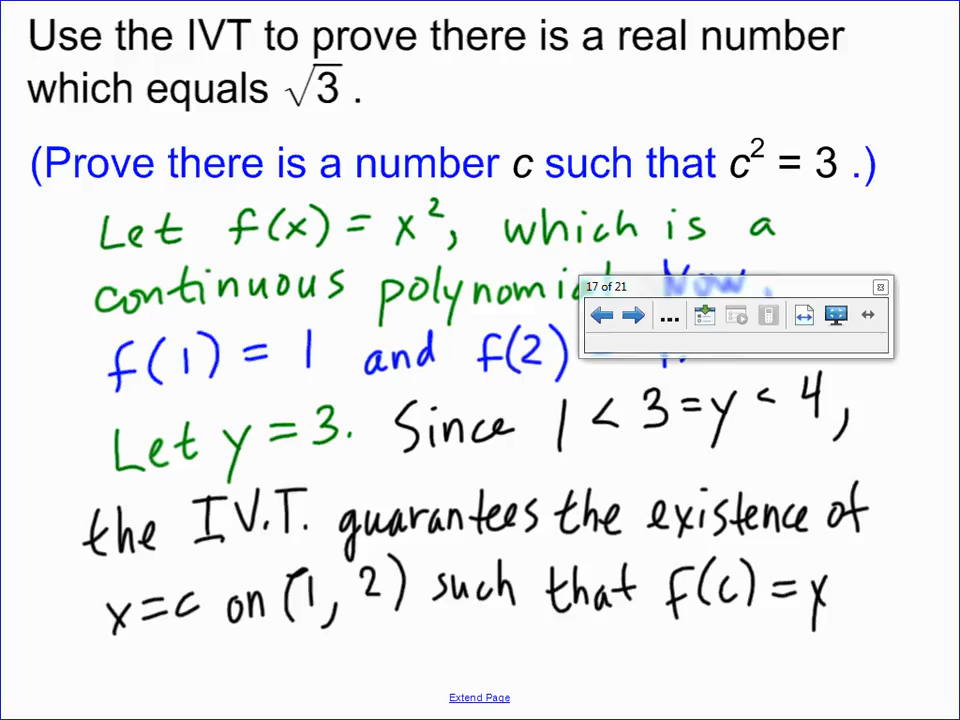 Use the IVT to prove there is a real number
which equals √3 .
(Prove there is a number c such that c² = 3 .)
Let f(x) = x², which is a
continuous polynomial. Now,
17 of 21
f(1) = 1 and f(2) =
Let y = 3. Since 1 < 3 = y < 4,
the I.V.T. guarantees the existence of
x = c on (1, 2) such that f(c) = y
Extend Page